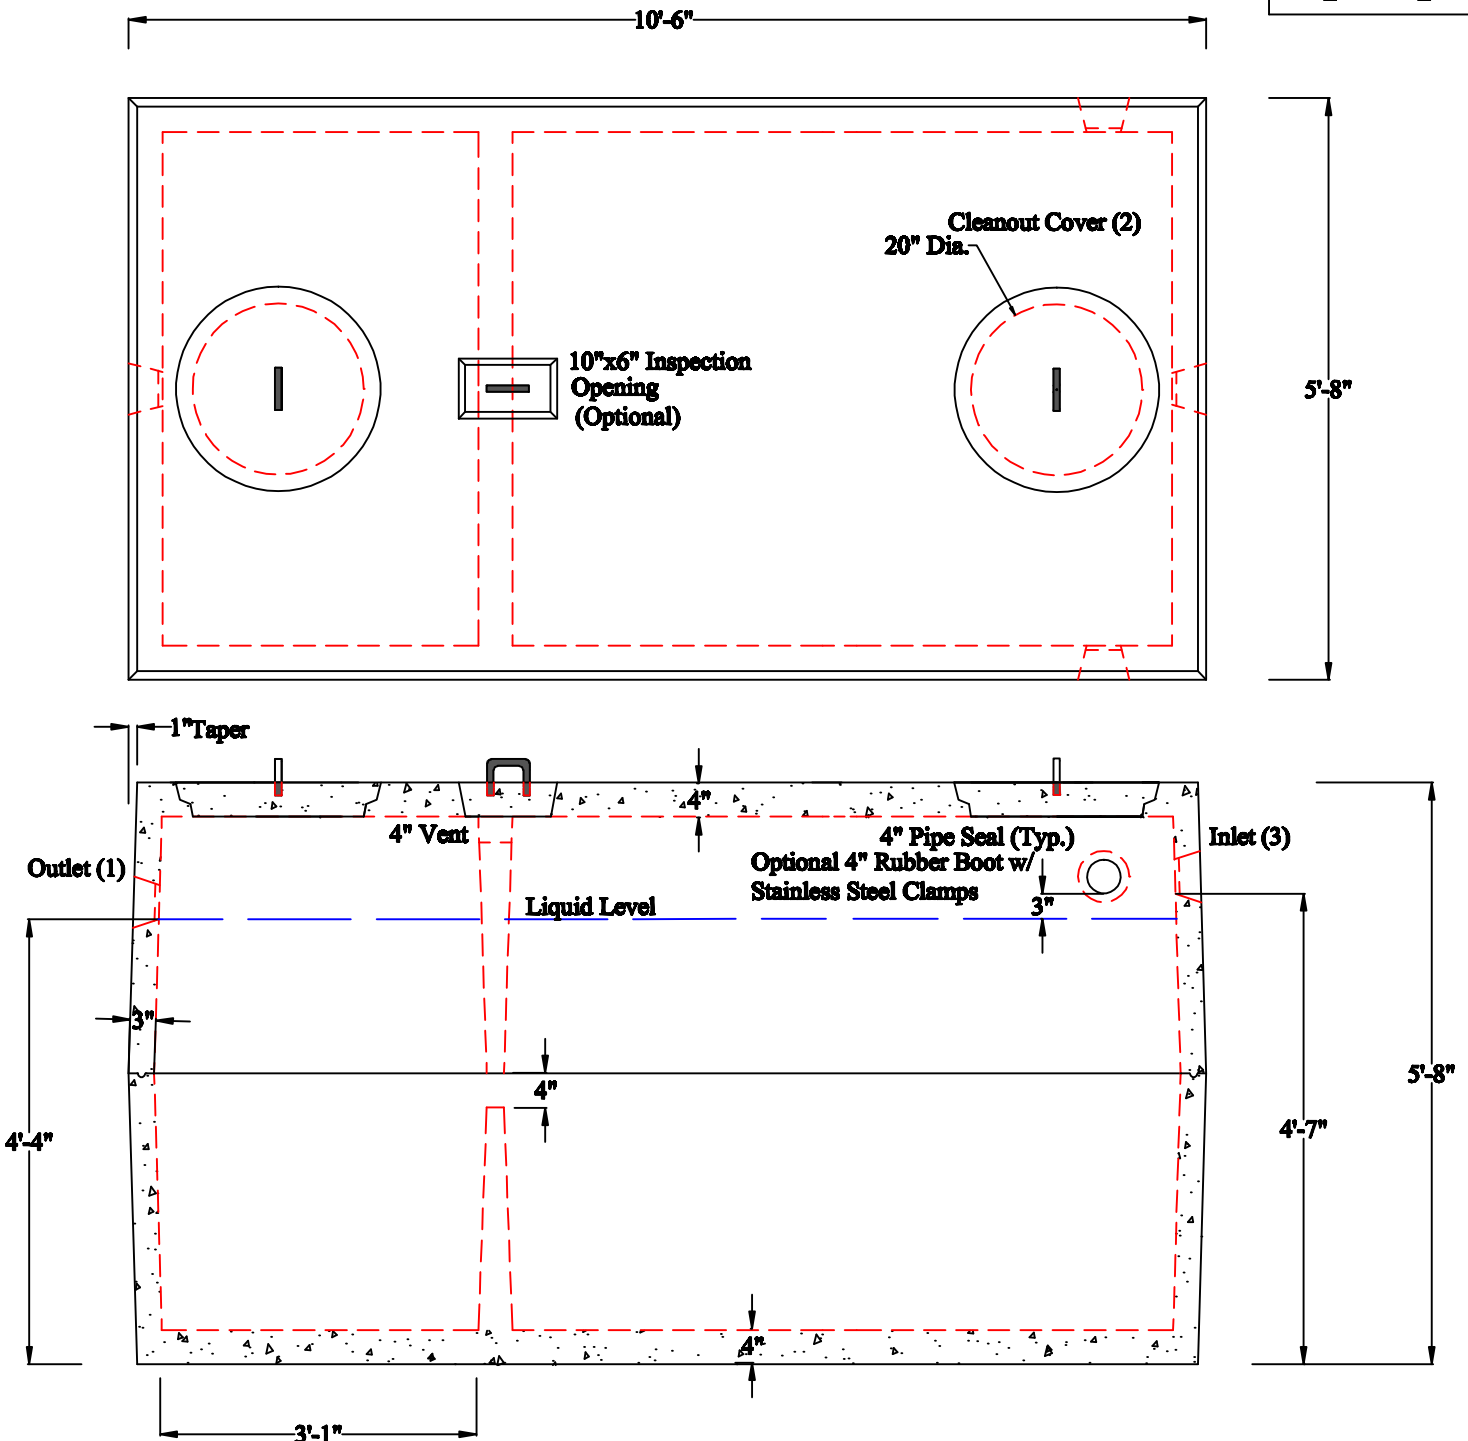 10'-6"
Cleanout Cover (2)
20" Dia.
10"x6" Inspection
Opening
(Optional)
5'-8"
1"Taper
4"
4" Vent
4" Pipe Seal (Typ.)
Inlet (3)
Optional 4" Rubber Boot w/
Outlet (1)
Stainless Steel Clamps
Liquid Level
3"
3"
4"
5'-8"
4'-4"
4'-7"
4"
3'-1"